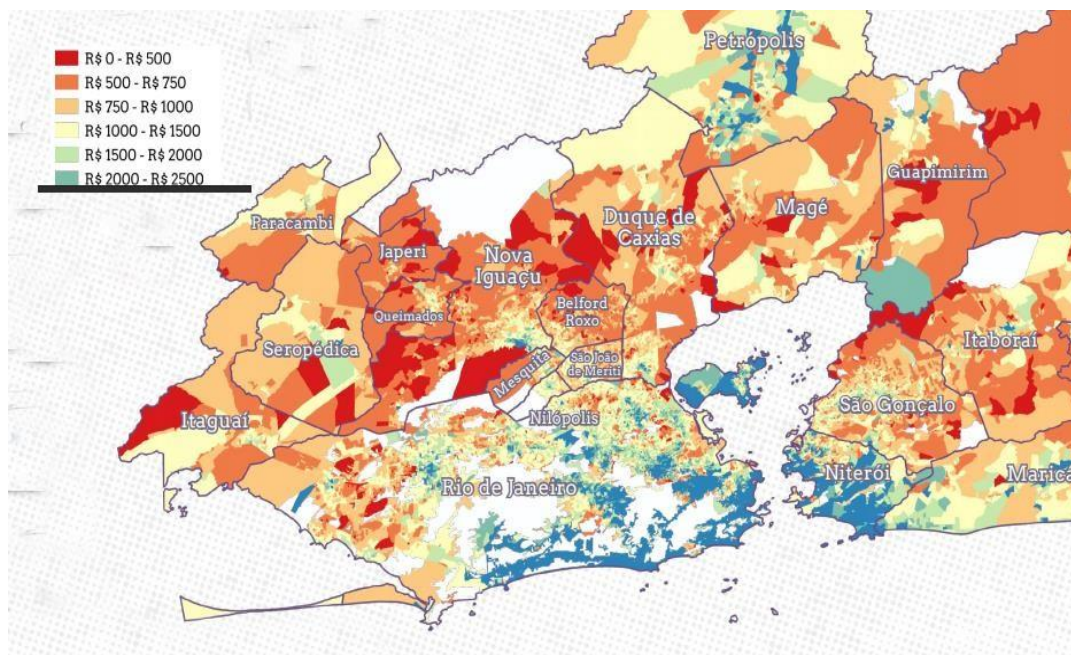 Petrópolis
R$ 0 - R$ 500
R$ 500 - R$ 750
R$ 750 - R$ 1000
R$ 1000 - R$ 1500
R$ 1500 - R$ 2000
R$ 2000 - R$ 2500
Guapimirim
Paracambi
Magé
Duque de
Caxias
Japeri
Nova
Iguaçu
Belford
Roxo
Queimados
Itaboraí
Seropédica
Mesquita
São João
de Meriti
São Gonçalo
Itaguaí
Nilópolis
Niterói
Maricá
Rio de Janeiro